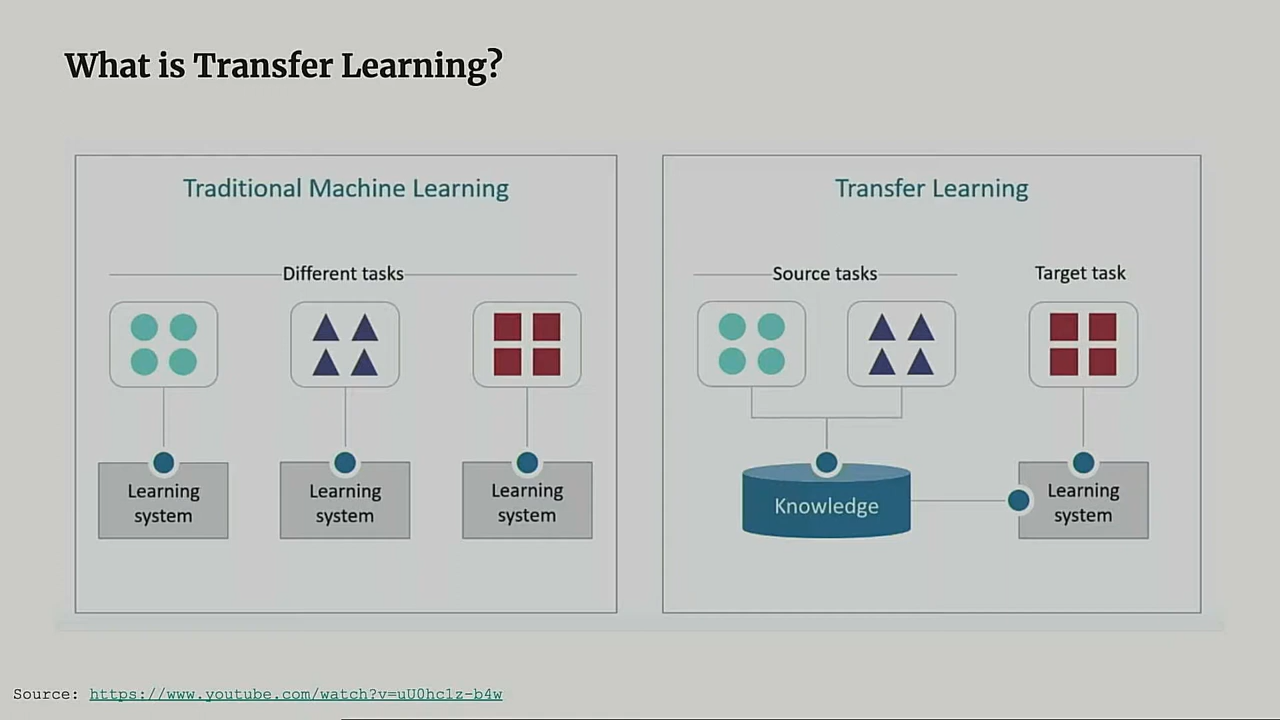 What is Transfer Learning?
Traditional Machine Learning
Different tasks
Learning
system
Learning
system
Learning
system
Transfer Learning
Source tasks
Target task
Knowledge
Learning
system
Source: https://www.youtube.com/watch?v=uU0hc1z-b4w